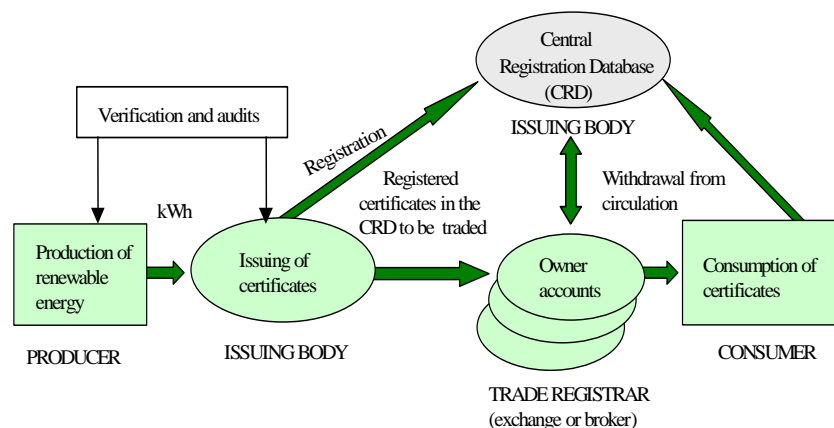 Central
Registration Database
(CRD)
ISSUING BODY
Verification and audits
Registration
kWh
Registered
certificates in the
CRD to be traded
Withdrawal from
circulation
Production of
renewable
energy
PRODUCER
Issuing of
certificates
ISSUING BODY
Owner
accounts
TRADE REGISTRAR
(exchange or broker)
Consumption of
certificates
CONSUMER